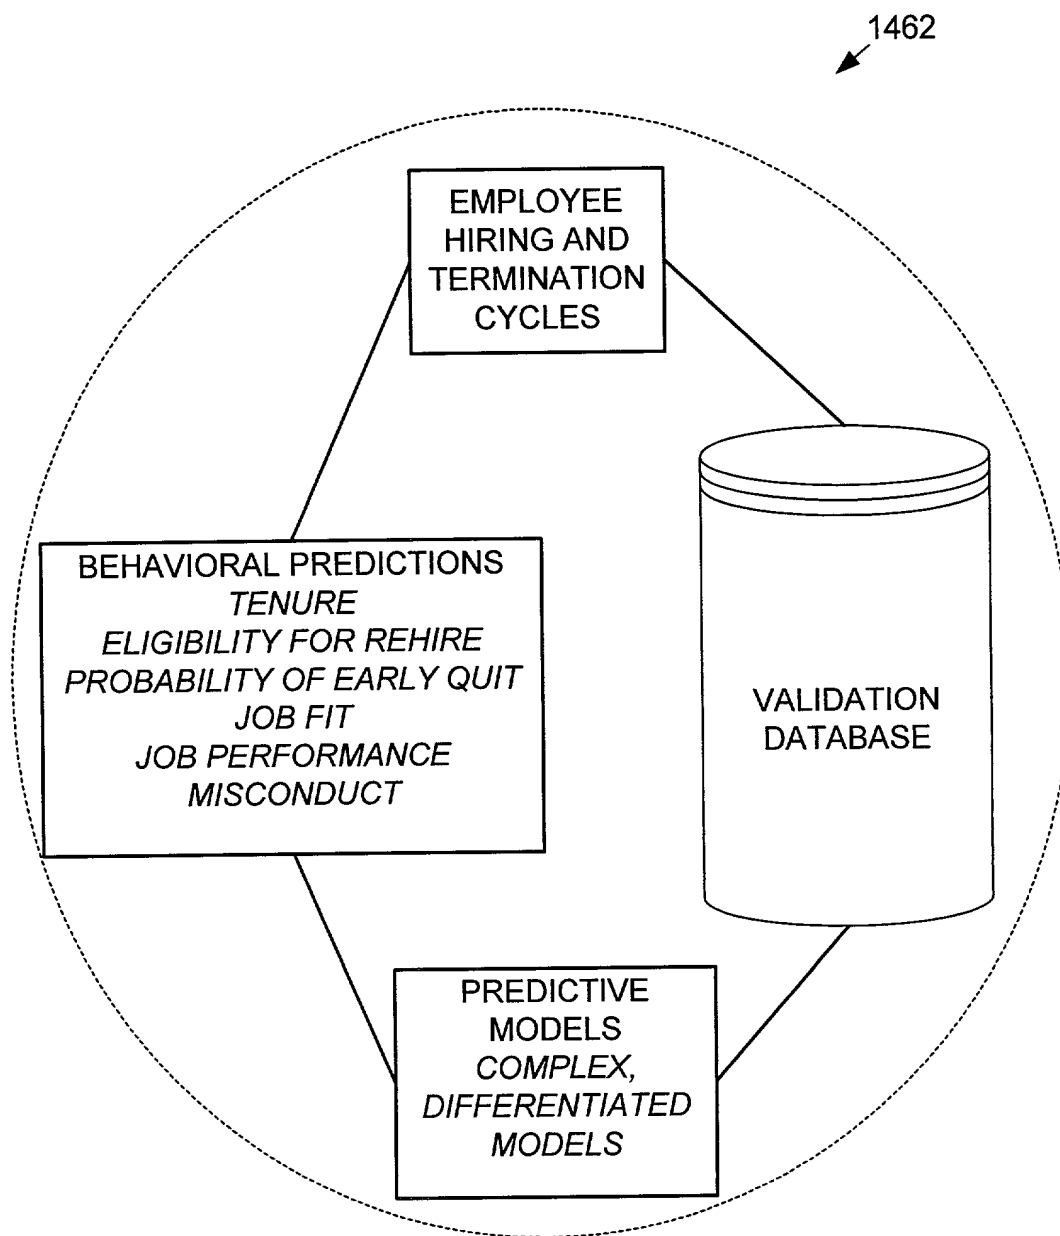 1462
EMPLOYEE
HIRING AND
TERMINATION
CYCLES
BEHAVIORAL PREDICTIONS
TENURE
ELIGIBILITY FOR REHIRE
PROBABILITY OF EARLY QUIT
JOB FIT
JOB PERFORMANCE
MISCONDUCT
VALIDATION
DATABASE
PREDICTIVE
MODELS
COMPLEX,
DIFFERENTIATED
MODELS